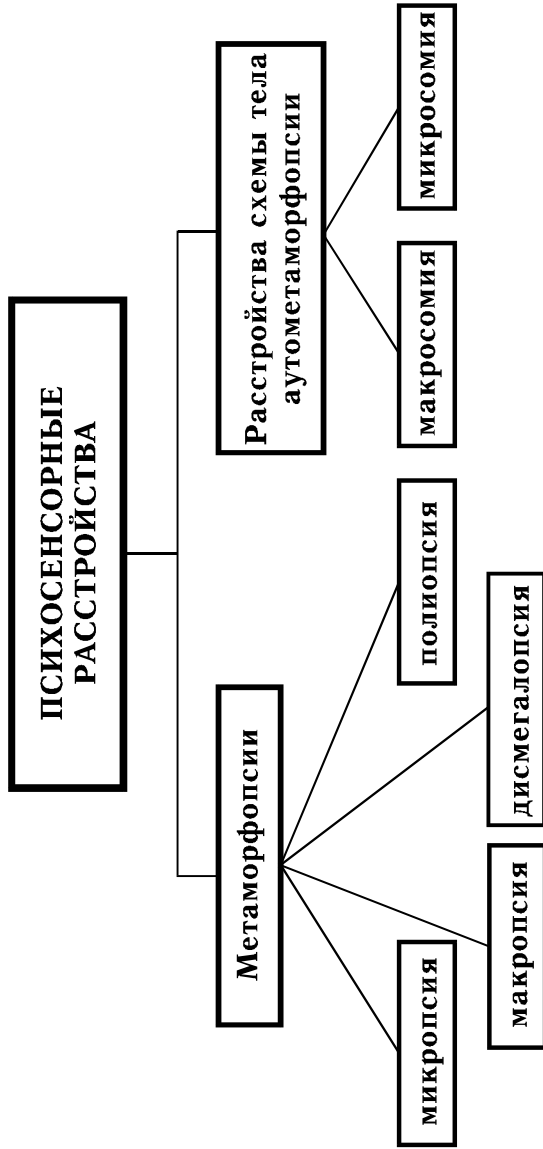 ПСИХОСЕНСОРНЫЕ
РАССТРОЙСТВА
Метаморфопсии
Расстройства схемы тела
аутометаморфопсии
микропсия
макропсия
дисмегалопсия
полиопсия
макросомия
микросомия